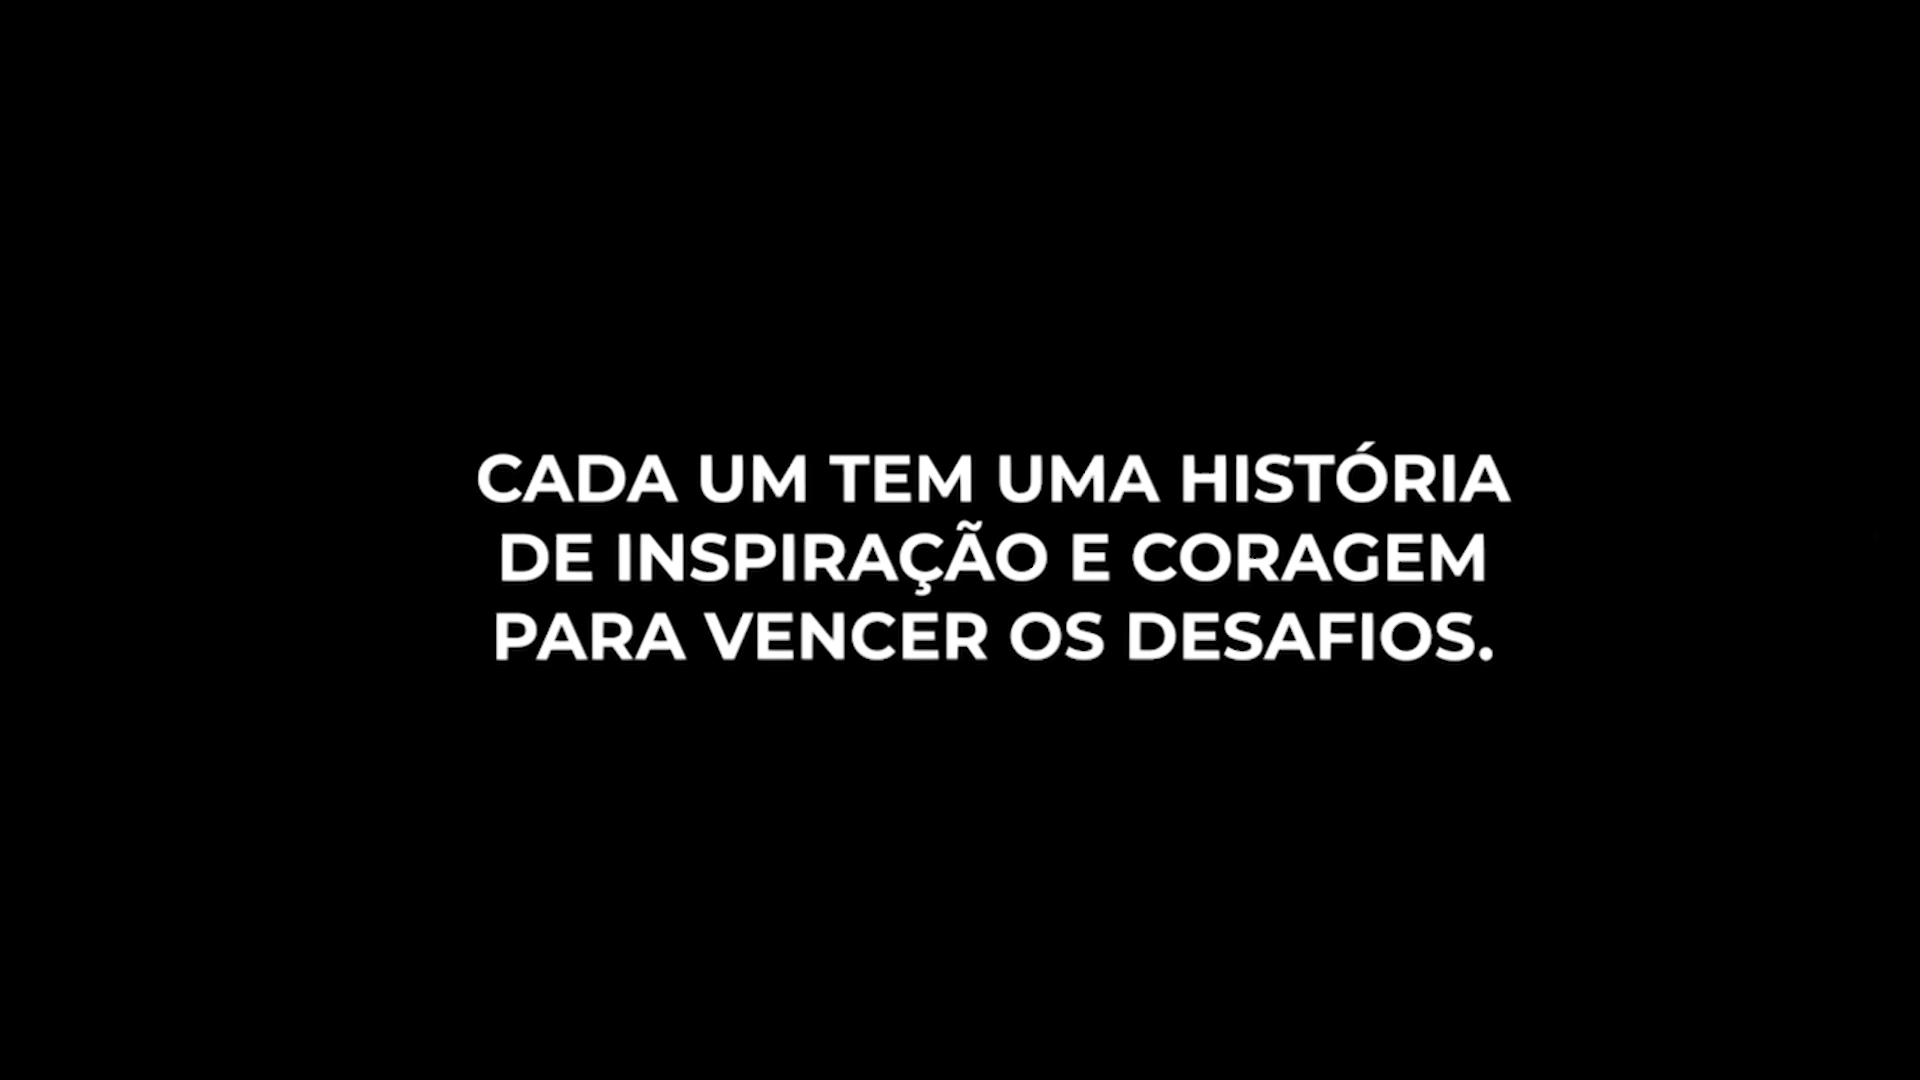 CADA UM TEM UMA HISTÓRIA
DE INSPIRAÇÃO E CORAGEM
PARA VENCER OS DESAFIOS.